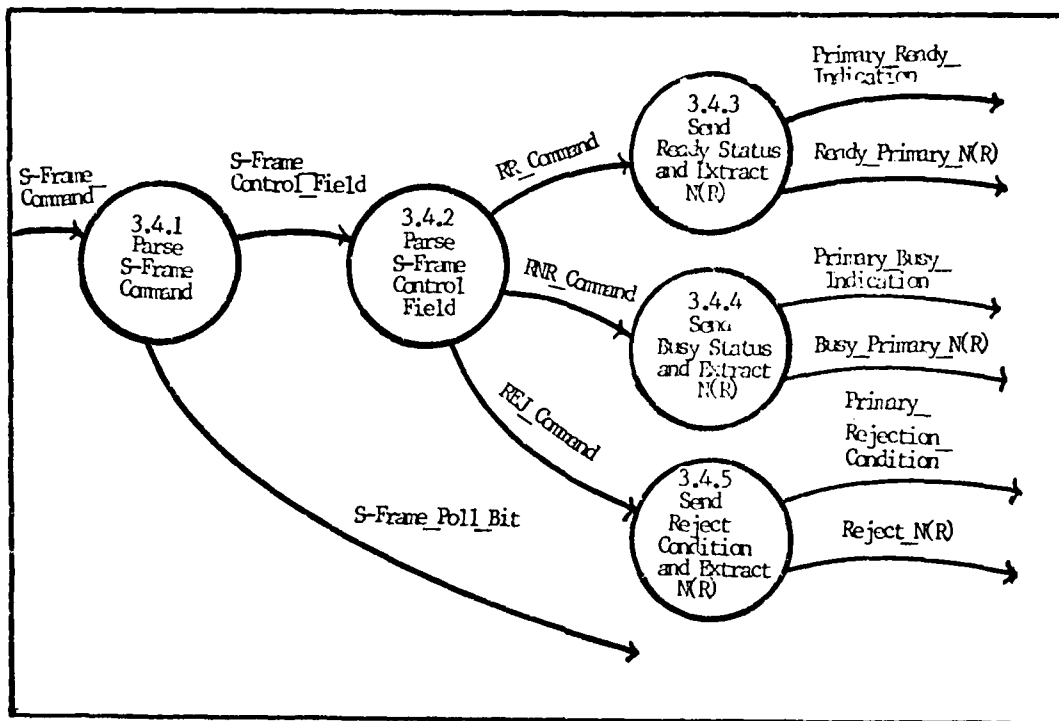 S-Frame_
Command
3.4.1
Parse
S-Frame
Command
S-Frame_
Control_Field
3.4.2
Parse
S-Frame
Control
Field
RR_Command
RNR_Command
REJ_Command
S-Frame_Poll_Bit
3.4.3
Send
Ready Status
and Extract
N(R)
Primary_Ready_
Indication
Ready_Primary_N(R)
3.4.4
Send
Busy Status
and Extract
N(R)
Primary_Busy_
Indication
Busy_Primary_N(R)
3.4.5
Send
Reject
Condition
and Extract
N(R)
Primary_
Rejection_
Condition
Reject_N(R)